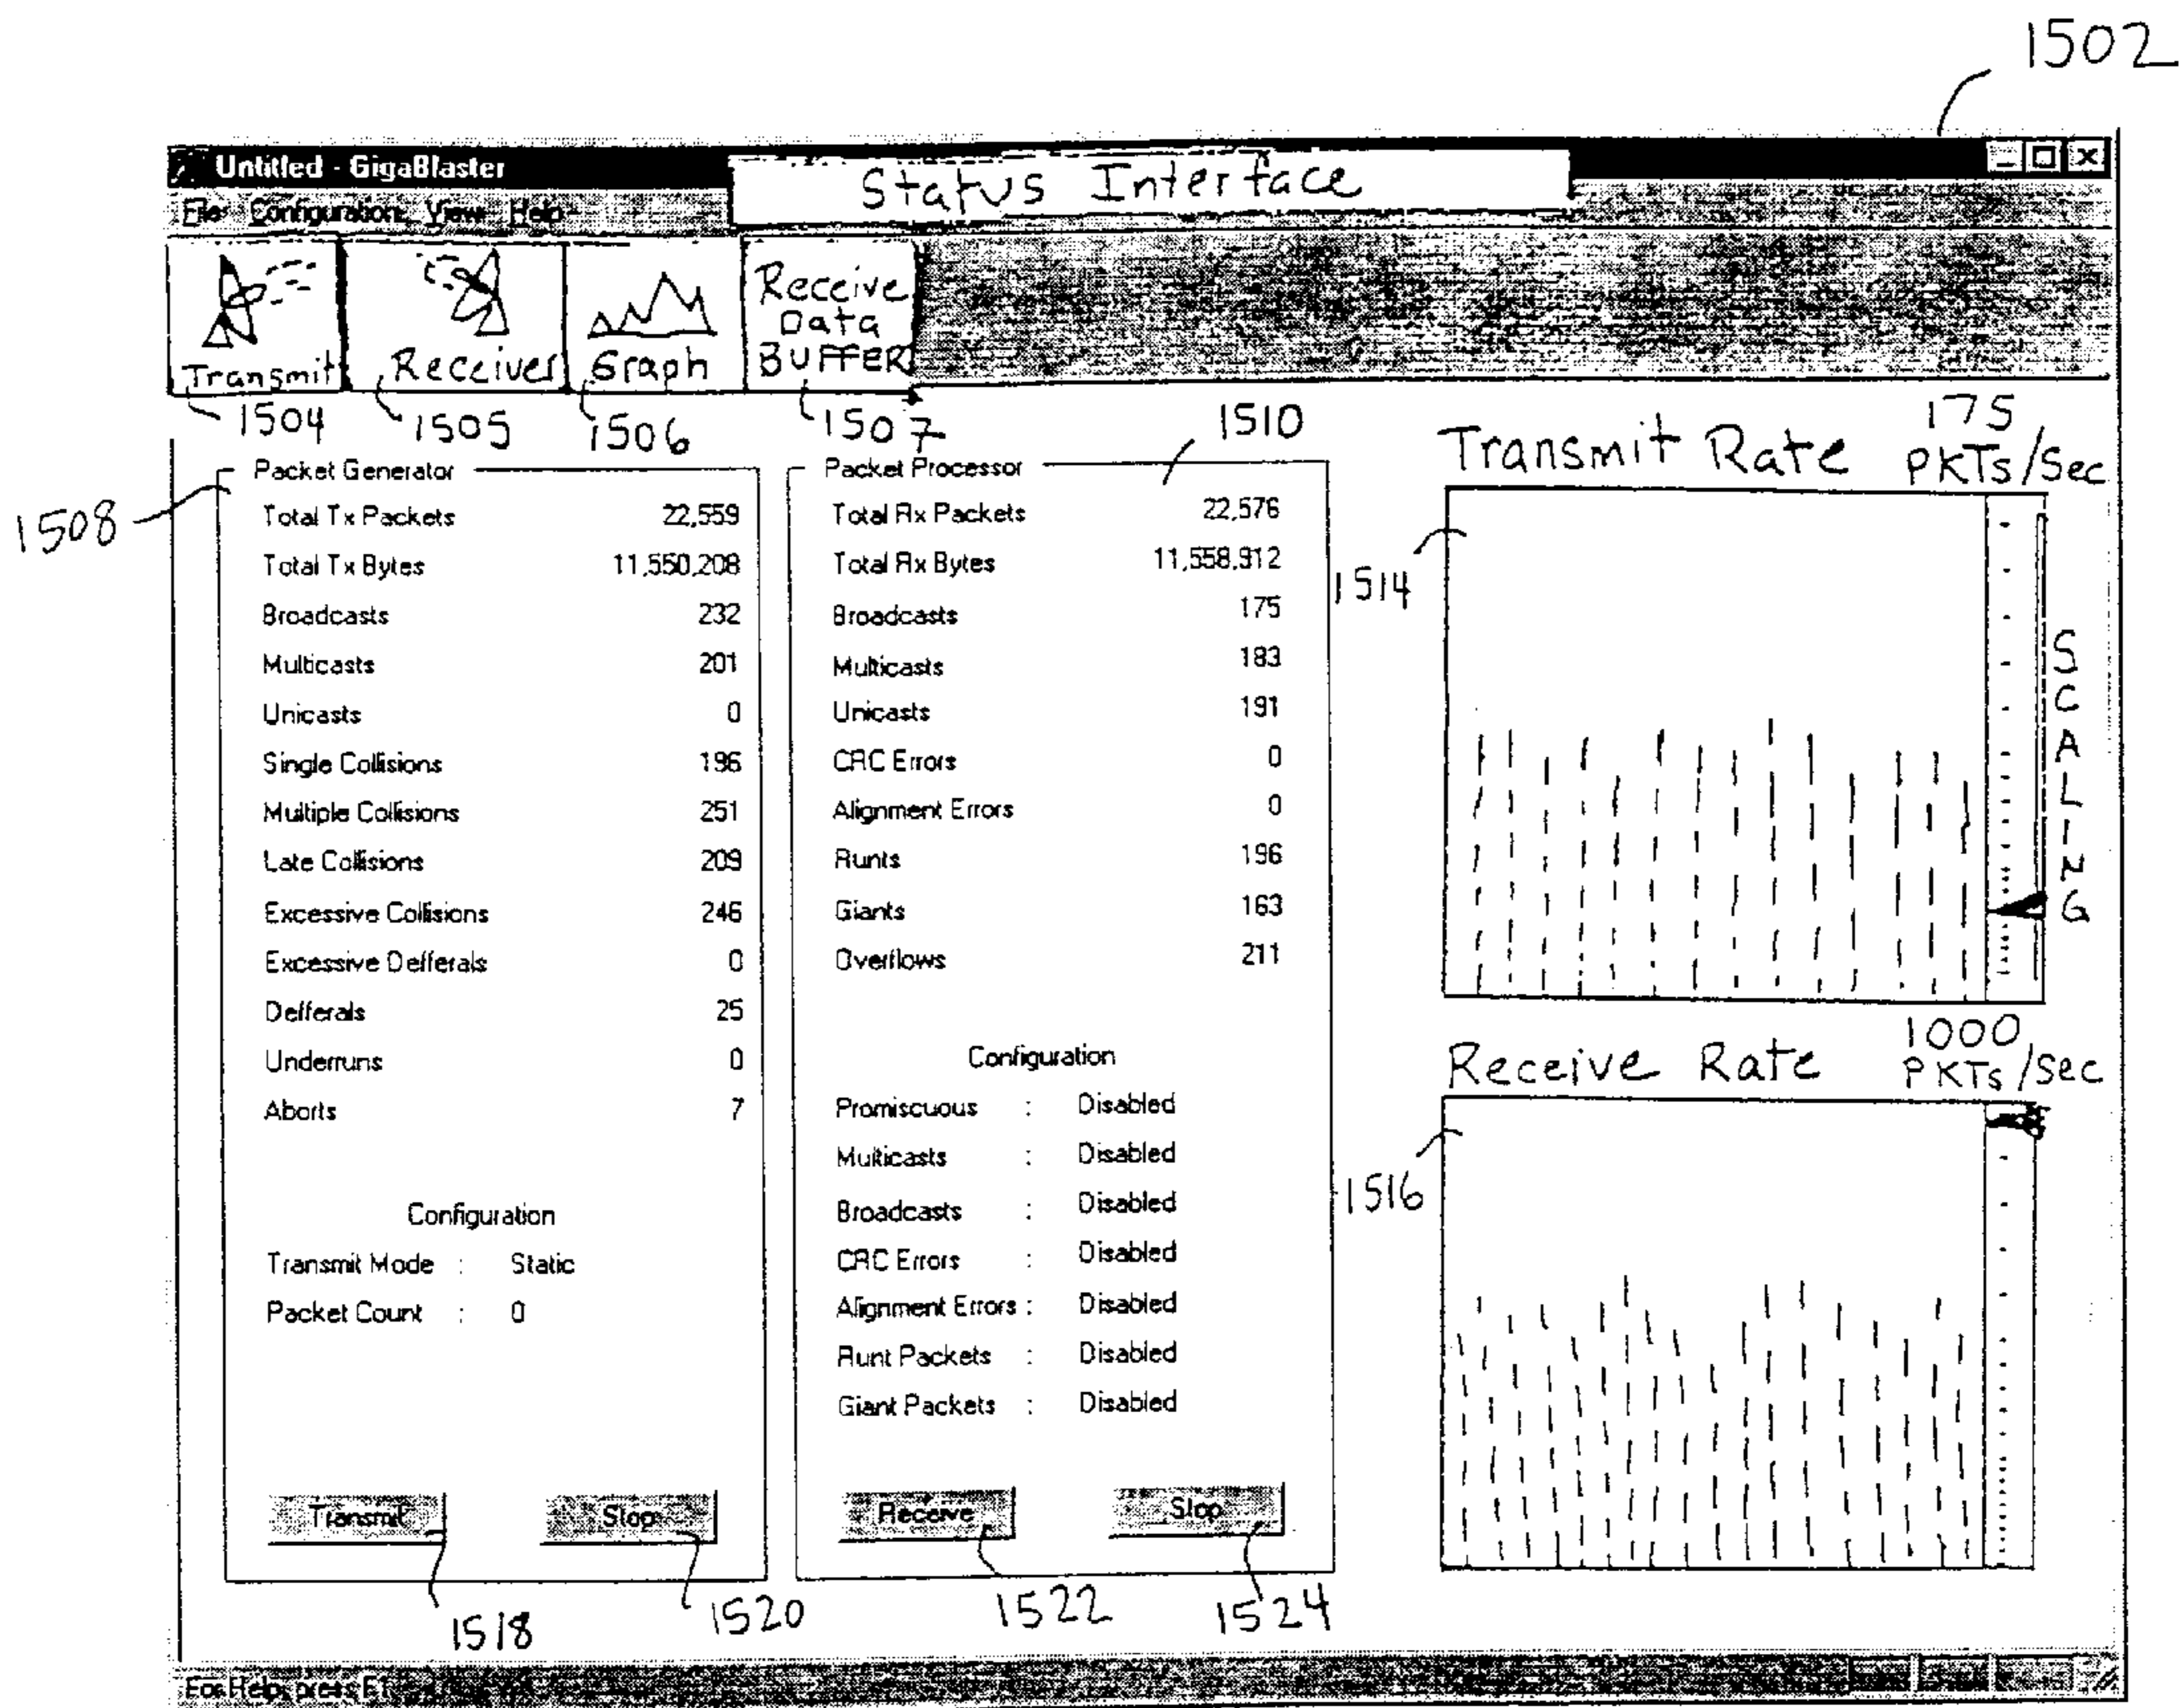 1502
Untitled - GigaBlaster
Status Interface
File Configurations View Help
Transmit
Receiver
Graph
Receive
Data
BUFFER
1504
1505
1506
1507
1510
1508
Packet Generator
Total Tx Packets 22,559
Total Tx Bytes 11,550,208
Broadcasts 232
Multicasts 201
Unicasts 0
Single Collisions 196
Multiple Collisions 251
Late Collisions 209
Excessive Collisions 246
Excessive Defferals 0
Defferals 25
Underruns 0
Aborts 7
Configuration
Transmit Mode : Static
Packet Count : 0
Transmit Stop
1518
1520
Packet Processor
Total Rx Packets 22,576
Total Rx Bytes 11,558,912
Broadcasts 175
Multicasts 183
Unicasts 191
CRC Errors 0
Alignment Errors 0
Runts 196
Giants 163
Overflows 211
Configuration
Promiscuous : Disabled
Multicasts : Disabled
Broadcasts : Disabled
CRC Errors : Disabled
Alignment Errors : Disabled
Runt Packets : Disabled
Giant Packets : Disabled
Receive Stop
1522
1524
Transmit Rate
175
PKTs/Sec
1514
SCALING
Receive Rate
1000
PKTs/Sec
1516
For Help, press F1